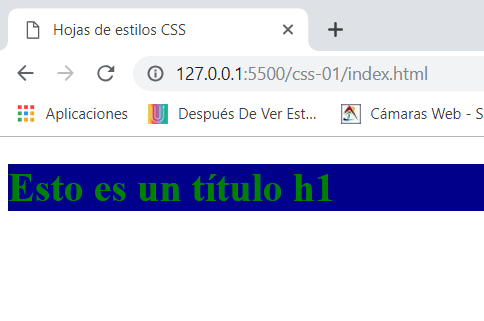 Hojas de estilos CSS
127.0.0.1:5500/css-01/index.html
Aplicaciones Después De Ver Est... Cámaras Web - S
Esto es un título h1